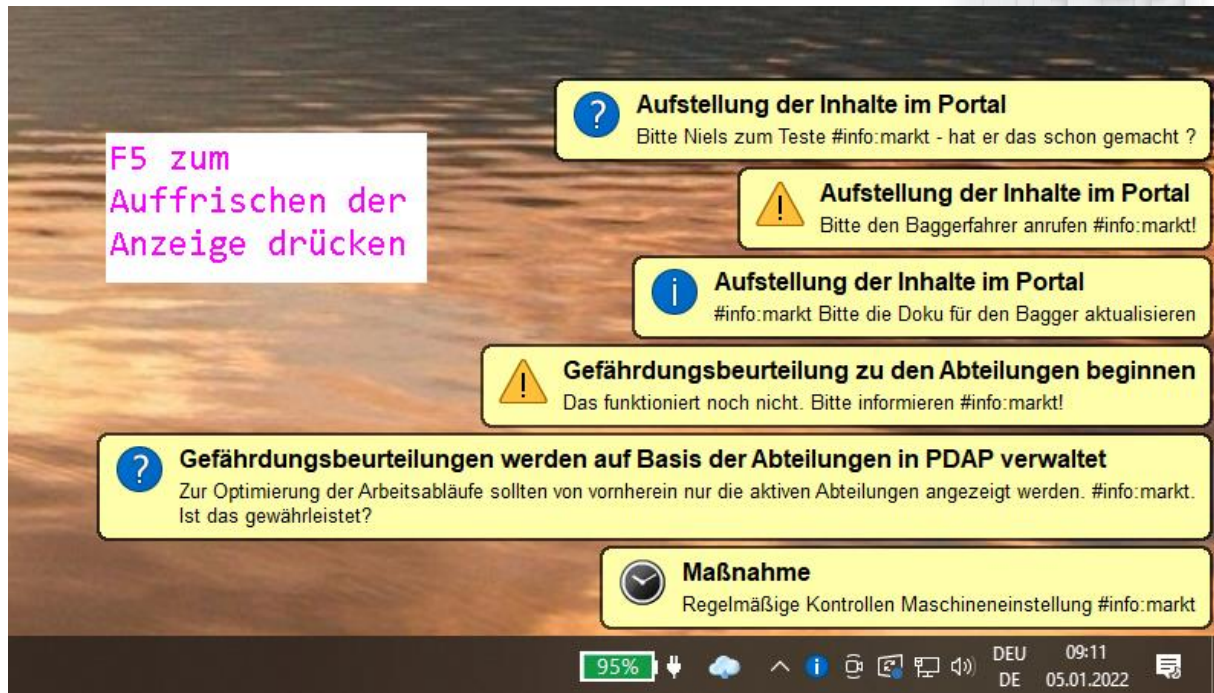 Aufstellung der Inhalte im Portal
Bitte Niels zum Teste #info:markt - hat er das schon gemacht ?
F5 zum
Auffrischen der
Anzeige drücken
Aufstellung der Inhalte im Portal
Bitte den Baggerfahrer anrufen #info:markt!
Aufstellung der Inhalte im Portal
#info:markt Bitte die Doku für den Bagger aktualisieren
Gefährdungsbeurteilung zu den Abteilungen beginnen
Das funktioniert noch nicht. Bitte informieren #info:markt!
Gefährdungsbeurteilungen werden auf Basis der Abteilungen in PDAP verwaltet
Zur Optimierung der Arbeitsabläufe sollten von vornherein nur die aktiven Abteilungen angezeigt werden. #info:markt.
Ist das gewährleistet?
Maßnahme
Regelmäßige Kontrollen Maschineneinstellung #info:markt
95% DEU 09:11
DE 05.01.2022